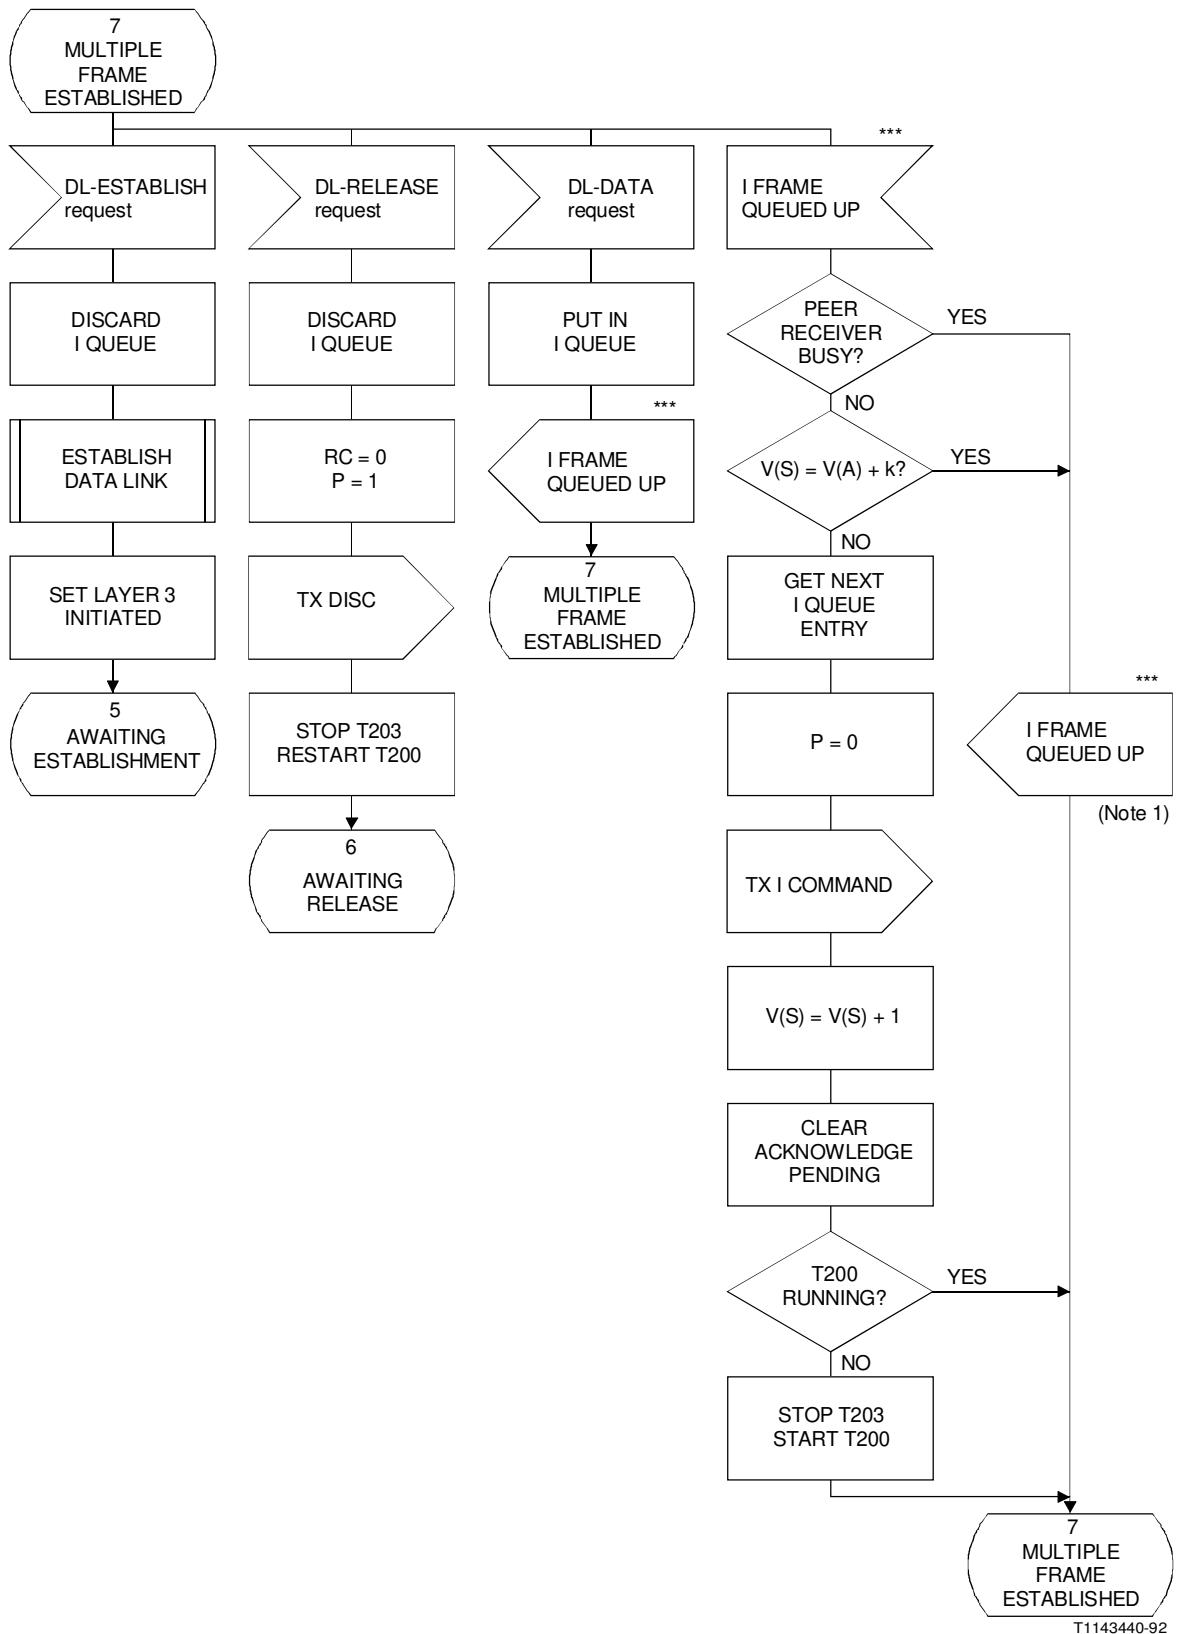 7
MULTIPLE
FRAME
ESTABLISHED
***
DL-ESTABLISH
request
DL-RELEASE
request
DL-DATA
request
I FRAME
QUEUED UP
DISCARD
I QUEUE
DISCARD
I QUEUE
PUT IN
I QUEUE
PEER
RECEIVER
BUSY?
YES
NO
***
ESTABLISH
DATA LINK
RC = 0
P = 1
I FRAME
QUEUED UP
V(S) = V(A) + k?
YES
NO
SET LAYER 3
INITIATED
TX DISC
7
MULTIPLE
FRAME
ESTABLISHED
GET NEXT
I QUEUE
ENTRY
***
5
AWAITING
ESTABLISHMENT
STOP T203
RESTART T200
P = 0
I FRAME
QUEUED UP
(Note 1)
6
AWAITING
RELEASE
TX I COMMAND
V(S) = V(S) + 1
CLEAR
ACKNOWLEDGE
PENDING
T200
RUNNING?
YES
NO
STOP T203
START T200
7
MULTIPLE
FRAME
ESTABLISHED
T1143440-92